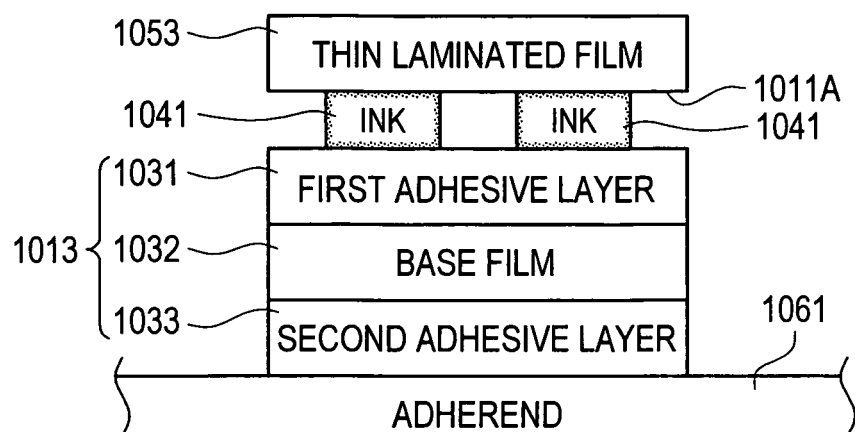 1053
THIN LAMINATED FILM
1011A
1041
INK
INK
1041
1031
FIRST ADHESIVE LAYER
1013
1032
BASE FILM
1033
SECOND ADHESIVE LAYER
1061
ADHEREND